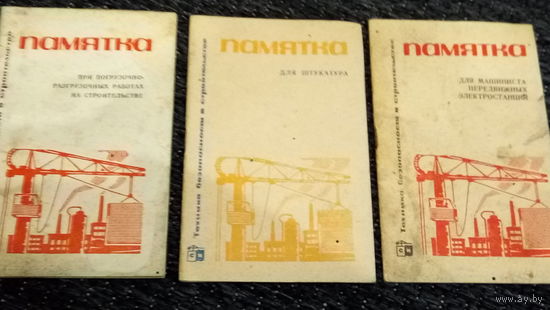 ПАМЯТКА
ПРИ ПОГРУЗОЧНО-
РАЗГРУЗОЧНЫХ РАБОТАХ
НА СТРОИТЕЛЬСТВЕ
в строительстве
ПАМЯТКА
ДЛЯ ШТУКАТУРА
Техника безопасности в строительстве
ПАМЯТКА
ДЛЯ МАШИНИСТА
ПЕРЕДВИЖНЫХ
ЭЛЕКТРОСТАНЦИЙ
Техника безопасности в строительстве
www.ay.by